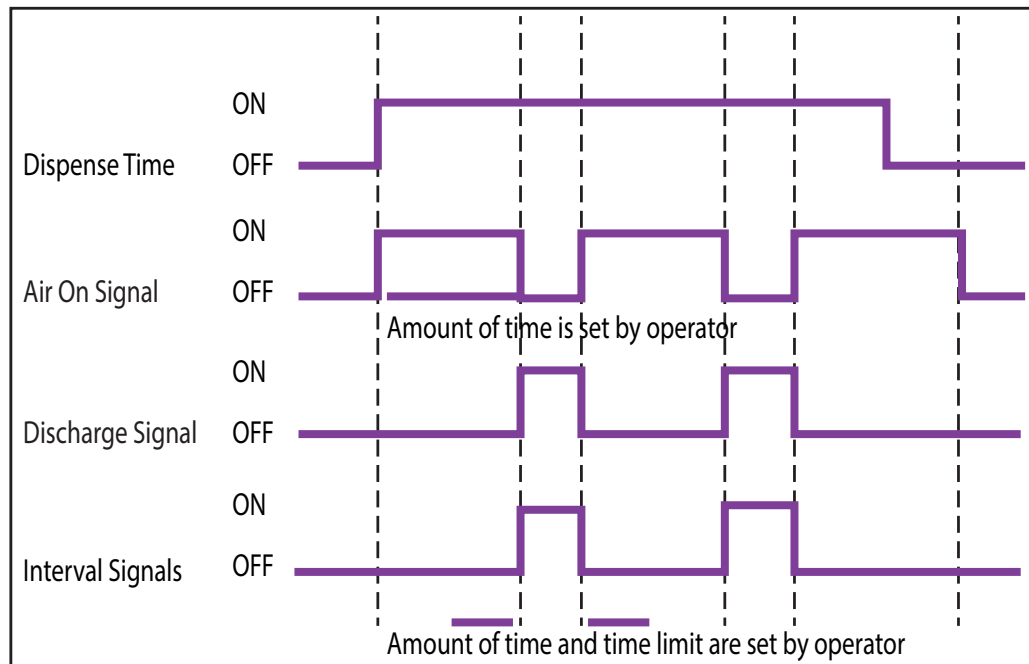 ON
Dispense Time OFF
ON
Air On Signal OFF
Amount of time is set by operator
ON
Discharge Signal OFF
ON
Interval Signals OFF
Amount of time and time limit are set by operator